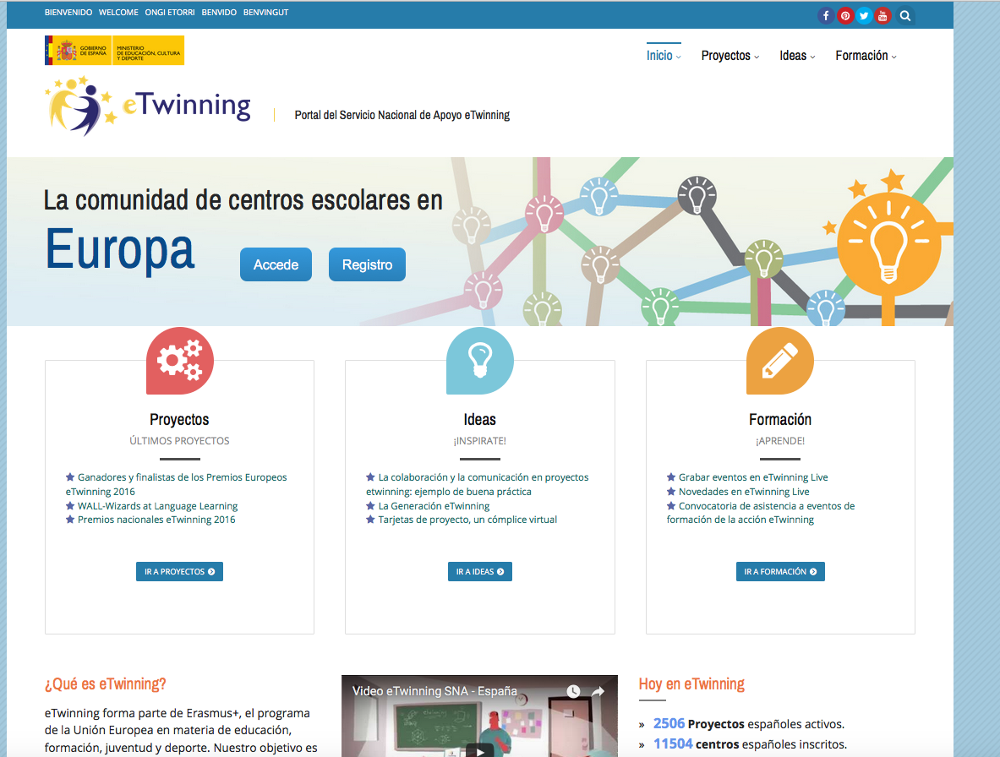 BIENVENIDO WELCOME ONGI ETORRI BENVIDO BENVINGUT
GOBIERNO
DE ESPAÑA
MINISTERIO
DE EDUCACIÓN, CULTURA
Y DEPORTE
Inicio Proyectos Ideas Formación
eTwinning
Portal del Servicio Nacional de Apoyo eTwinning
La comunidad de centros escolares en
Europa
Accede Registro
Proyectos
ÚLTIMOS PROYECTOS
Ganadores y finalistas de los Premios Europeos
eTwinning 2016
WALL-Wizards at Language Learning
Premios nacionales eTwinning 2016
IR A PROYECTOS
Ideas
¡INSPIRATE!
La colaboración y la comunicación en proyectos
etwinning: ejemplo de buena práctica
La Generación eTwinning
Tarjetas de proyecto, un cómplice virtual
IR A IDEAS
Formación
¡APRENDE!
Grabar eventos en eTwinning Live
Novedades en eTwinning Live
Convocatoria de asistencia a eventos de
formación de la acción eTwinning
IR A FORMACIÓN
¿Qué es eTwinning?
eTwinning forma parte de Erasmus+, el programa
de la Unión Europea en materia de educación,
formación, juventud y deporte. Nuestro objetivo es
Video eTwinning SNA - España
Hoy en eTwinning
» 2506 Proyectos españoles activos.
» 11504 centros españoles inscritos.